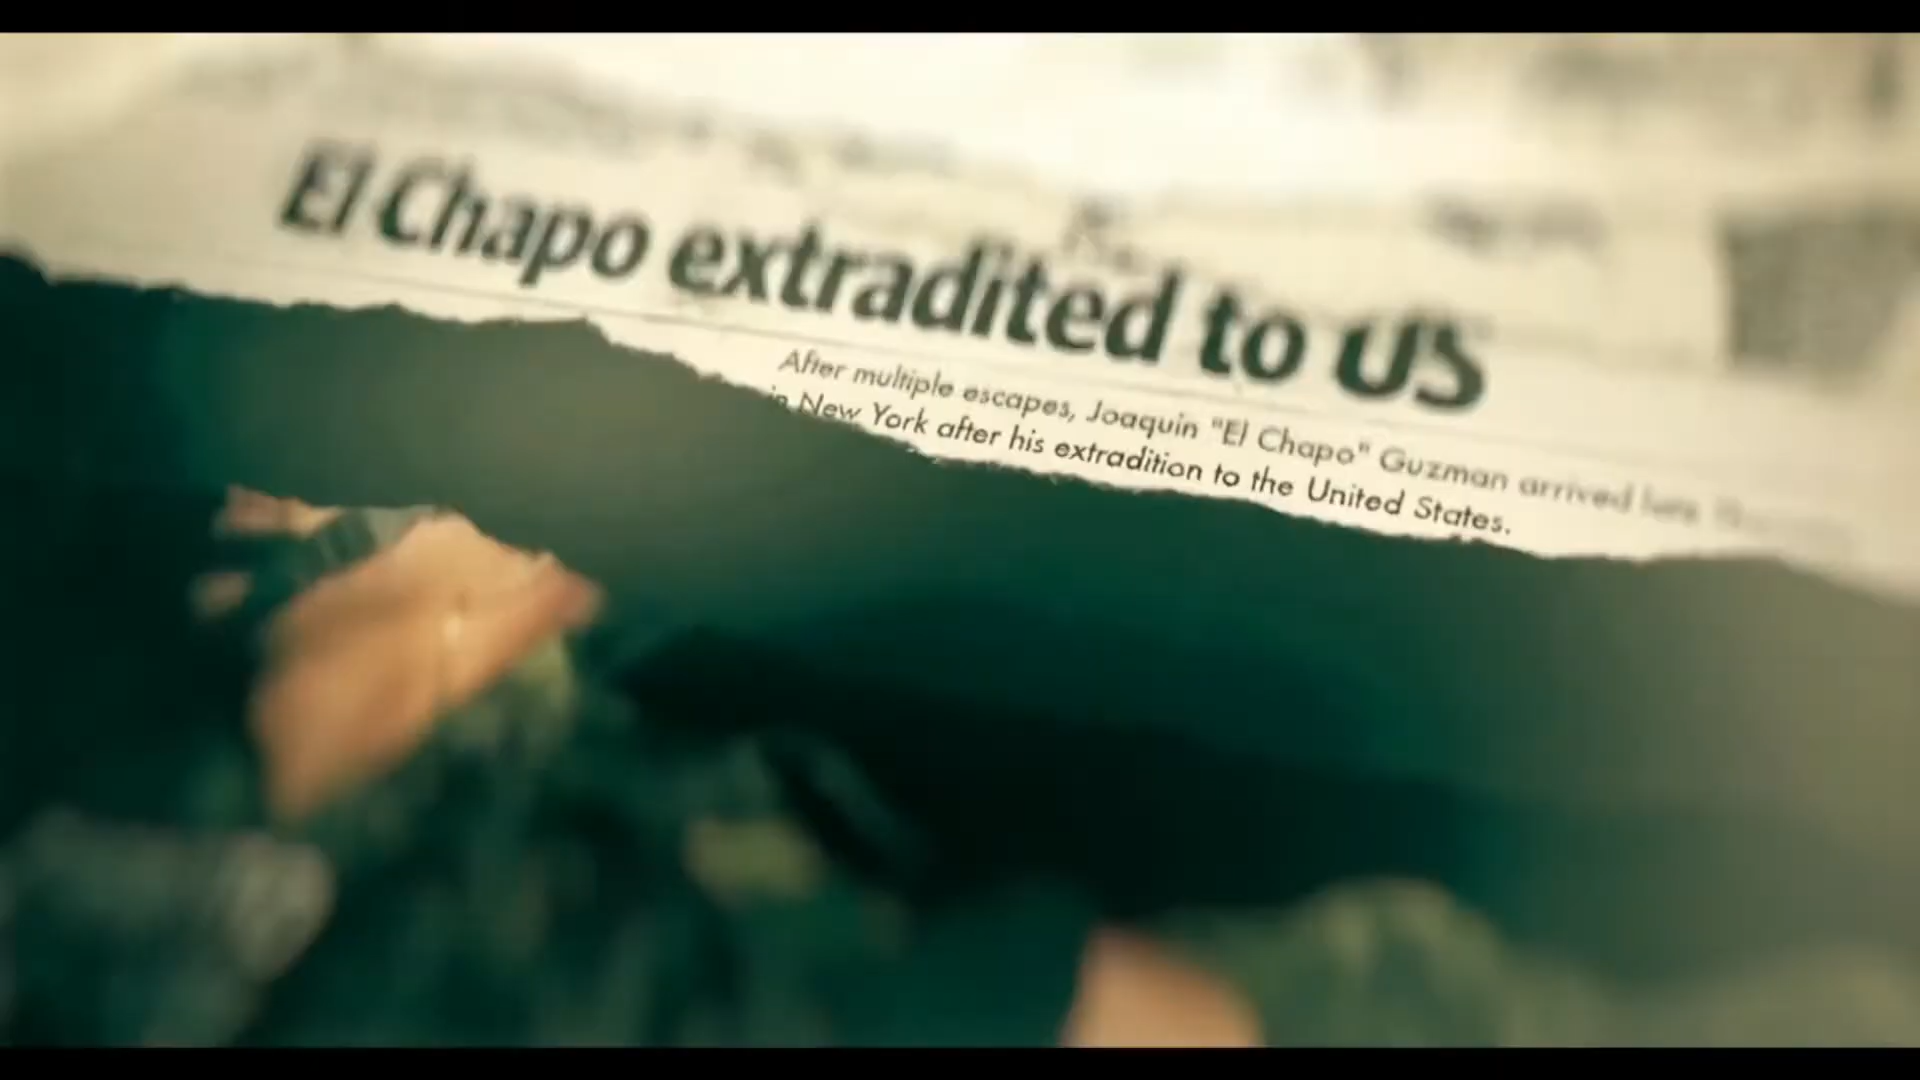 El Chapo extradited to US
After multiple escapes, Joaquin "El Chapo" Guzman arrived
in New York after his extradition to the United States.